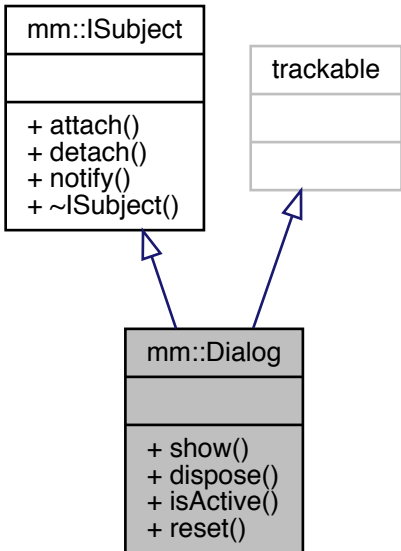 mm::ISubject
+ attach()
+ detach()
+ notify()
+ ~ISubject()
trackable
mm::Dialog
+ show()
+ dispose()
+ isActive()
+ reset()